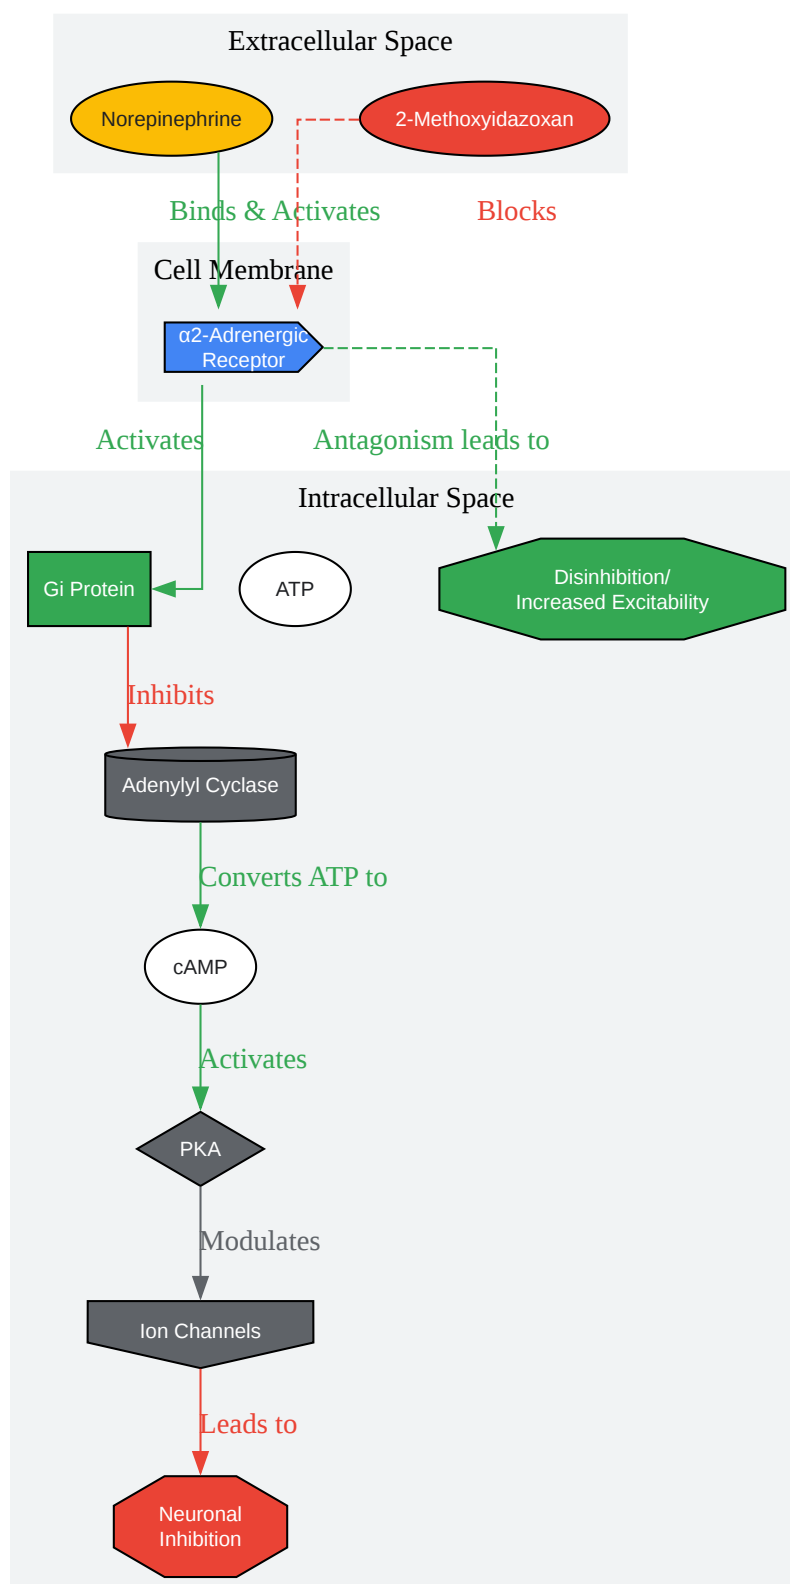 Extracellular Space
Norepinephrine
2-Methoxyidazoxan
Binds & Activates
Blocks
Cell Membrane
α2-Adrenergic
Receptor
Activates
Antagonism leads to
Intracellular Space
Gi Protein
ATP
Disinhibition/
Increased Excitability
Inhibits
Adenylyl Cyclase
Converts ATP to
cAMP
Activates
PKA
Modulates
Ion Channels
Leads to
Neuronal
Inhibition